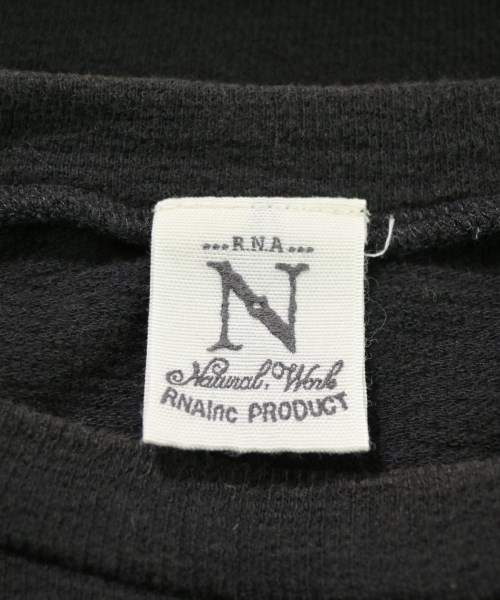 ...R.N.A...
N
Natural, Work
RNAInc PRODUCT